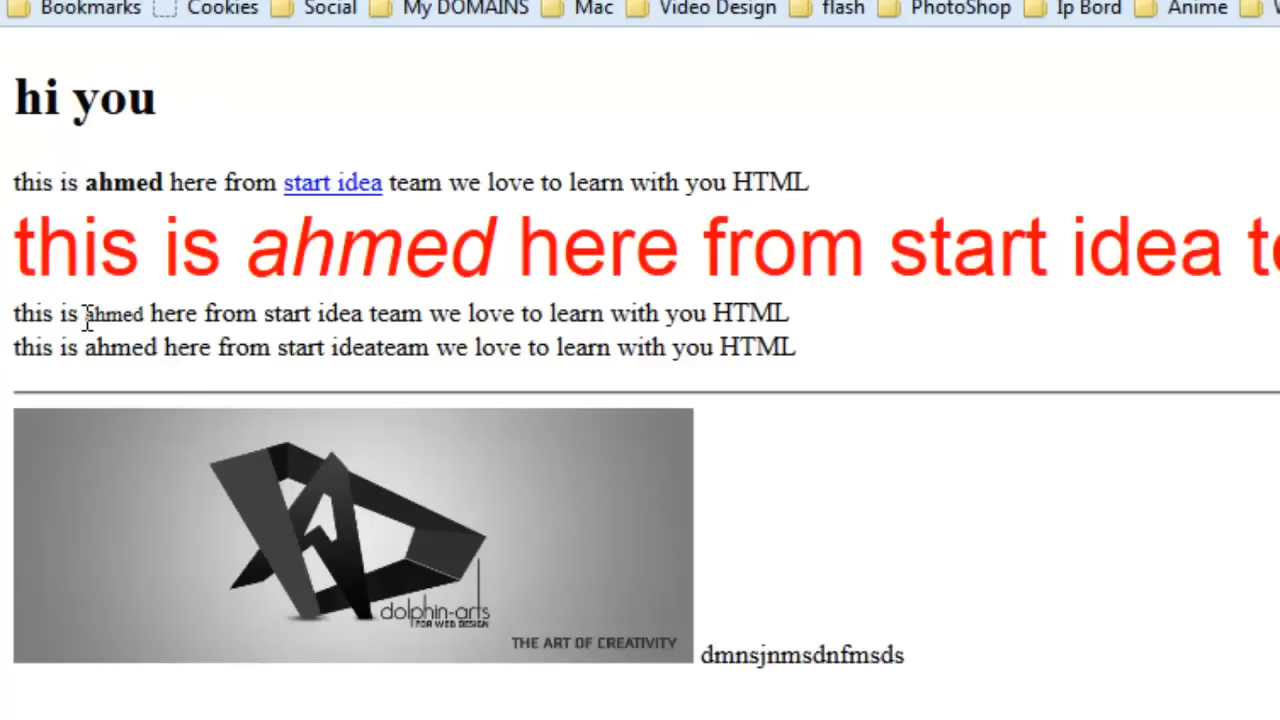 Bookmarks Cookies Social My DOMAINS Mac Video Design flash PhotoShop Ip Bord Anime
hi you
this is ahmed here from start idea team we love to learn with you HTML
this is ahmed here from start idea
this is ahmed here from start idea team we love to learn with you HTML
this is ahmed here from start ideateam we love to learn with you HTML
dolphin-arts
FOR WEB DESIGN
THE ART OF CREATIVITY
dmnsjnmsdnfmsds